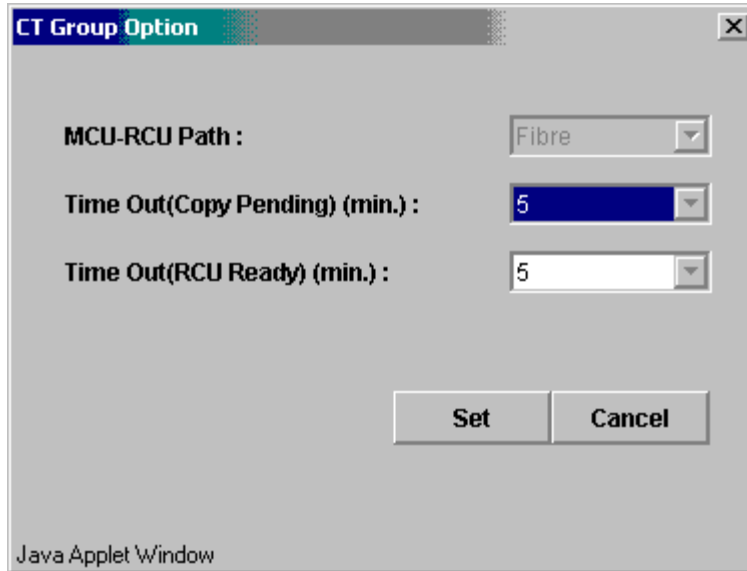 CT Group Option
MCU-RCU Path : Fibre
Time Out(Copy Pending) (min.) : 5
Time Out(RCU Ready) (min.) : 5
Set Cancel
Java Applet Window